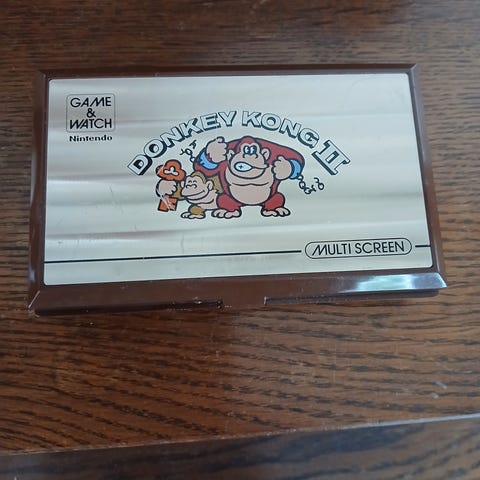 GAME
&
WATCH
Nintendo
DONKEY KONG II
MULTI SCREEN